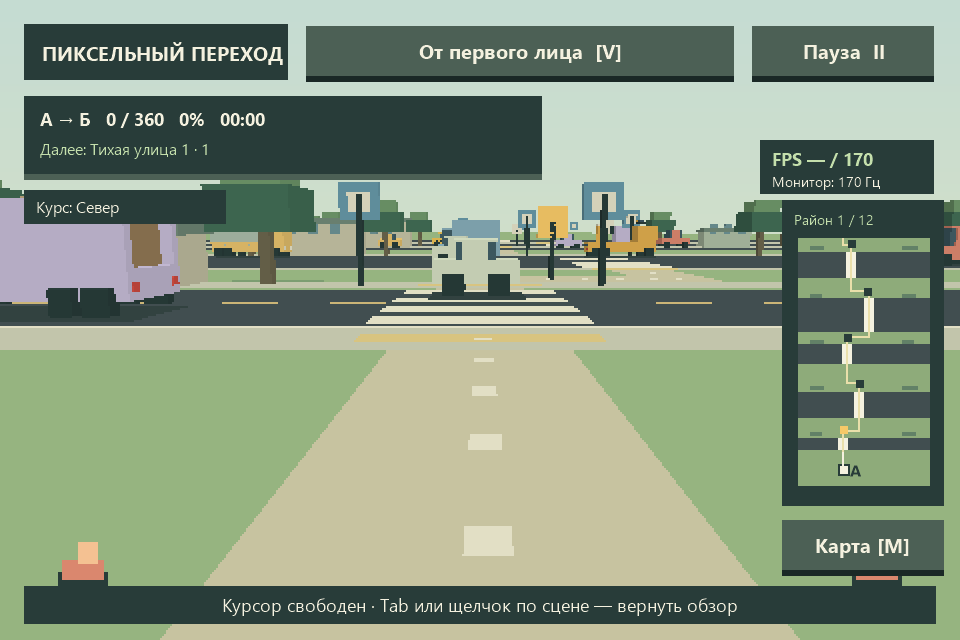 ПИКСЕЛЬНЫЙ ПЕРЕХОД
От первого лица [V]
Пауза II
А → Б 0 / 360 0% 00:00
Далее: Тихая улица 1 · 1
FPS — / 170
Монитор: 170 Гц
Курс: Север
Район 1 / 12
А
Карта [M]
Курсор свободен · Tab или щелчок по сцене — вернуть обзор